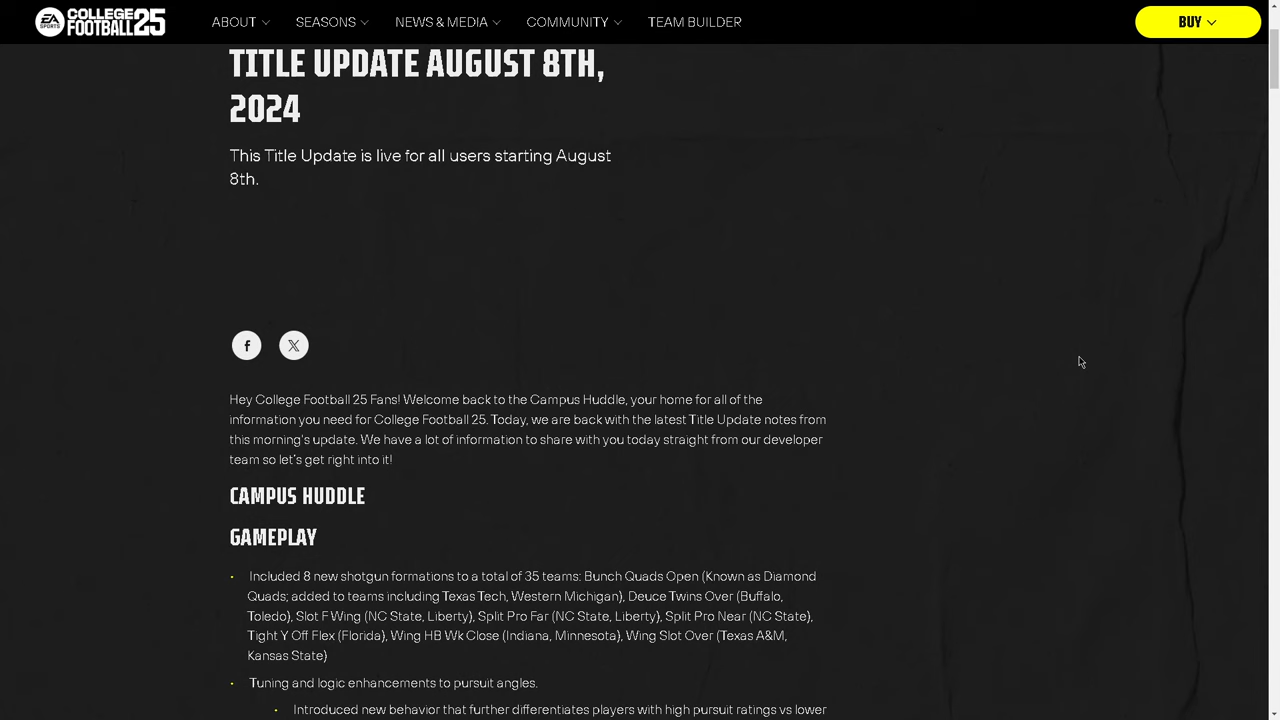 EA SPORTS COLLEGE FOOTBALL 25
ABOUT SEASONS NEWS & MEDIA COMMUNITY TEAM BUILDER BUY
TITLE UPDATE AUGUST 8TH,
2024
This Title Update is live for all users starting August
8th.
f X
Hey College Football 25 Fans! Welcome back to the Campus Huddle, your home for all of the
information you need for College Football 25. Today, we are back with the latest Title Update notes from
this morning's update. We have a lot of information to share with you today straight from our developer
team so let's get right into it!
CAMPUS HUDDLE
GAMEPLAY
• Included 8 new shotgun formations to a total of 35 teams: Bunch Quads Open (Known as Diamond
Quads; added to teams including Texas Tech, Western Michigan), Deuce Twins Over (Buffalo,
Toledo), Slot F Wing (NC State, Liberty), Split Pro Far (NC State, Liberty), Split Pro Near (NC State),
Tight Y Off Flex (Florida), Wing HB Wk Close (Indiana, Minnesota), Wing Slot Over (Texas A&M,
Kansas State)
• Tuning and logic enhancements to pursuit angles.
• Introduced new behavior that further differentiates players with high pursuit ratings vs lower